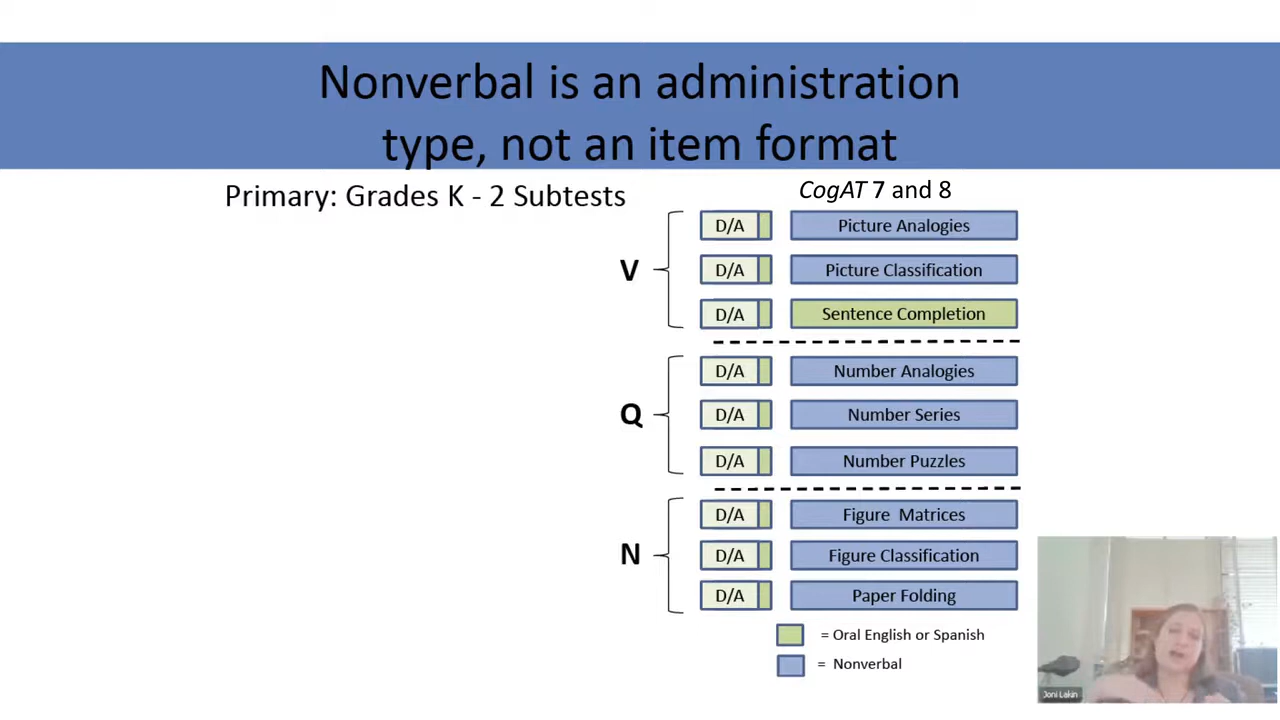 Nonverbal is an administration
type, not an item format
Primary: Grades K - 2 Subtests
CogAT 7 and 8
V
D/A Picture Analogies
D/A Picture Classification
D/A Sentence Completion
Q
D/A Number Analogies
D/A Number Series
D/A Number Puzzles
N
D/A Figure Matrices
D/A Figure Classification
D/A Paper Folding
= Oral English or Spanish
= Nonverbal
Joni Lakin